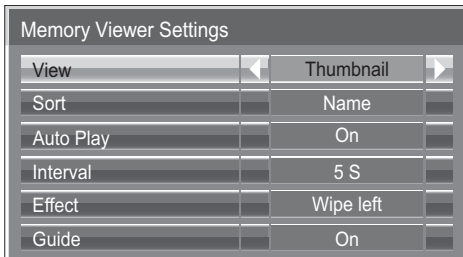 Memory Viewer Settings
View Thumbnail
Sort Name
Auto Play On
Interval 5 S
Effect Wipe left
Guide On